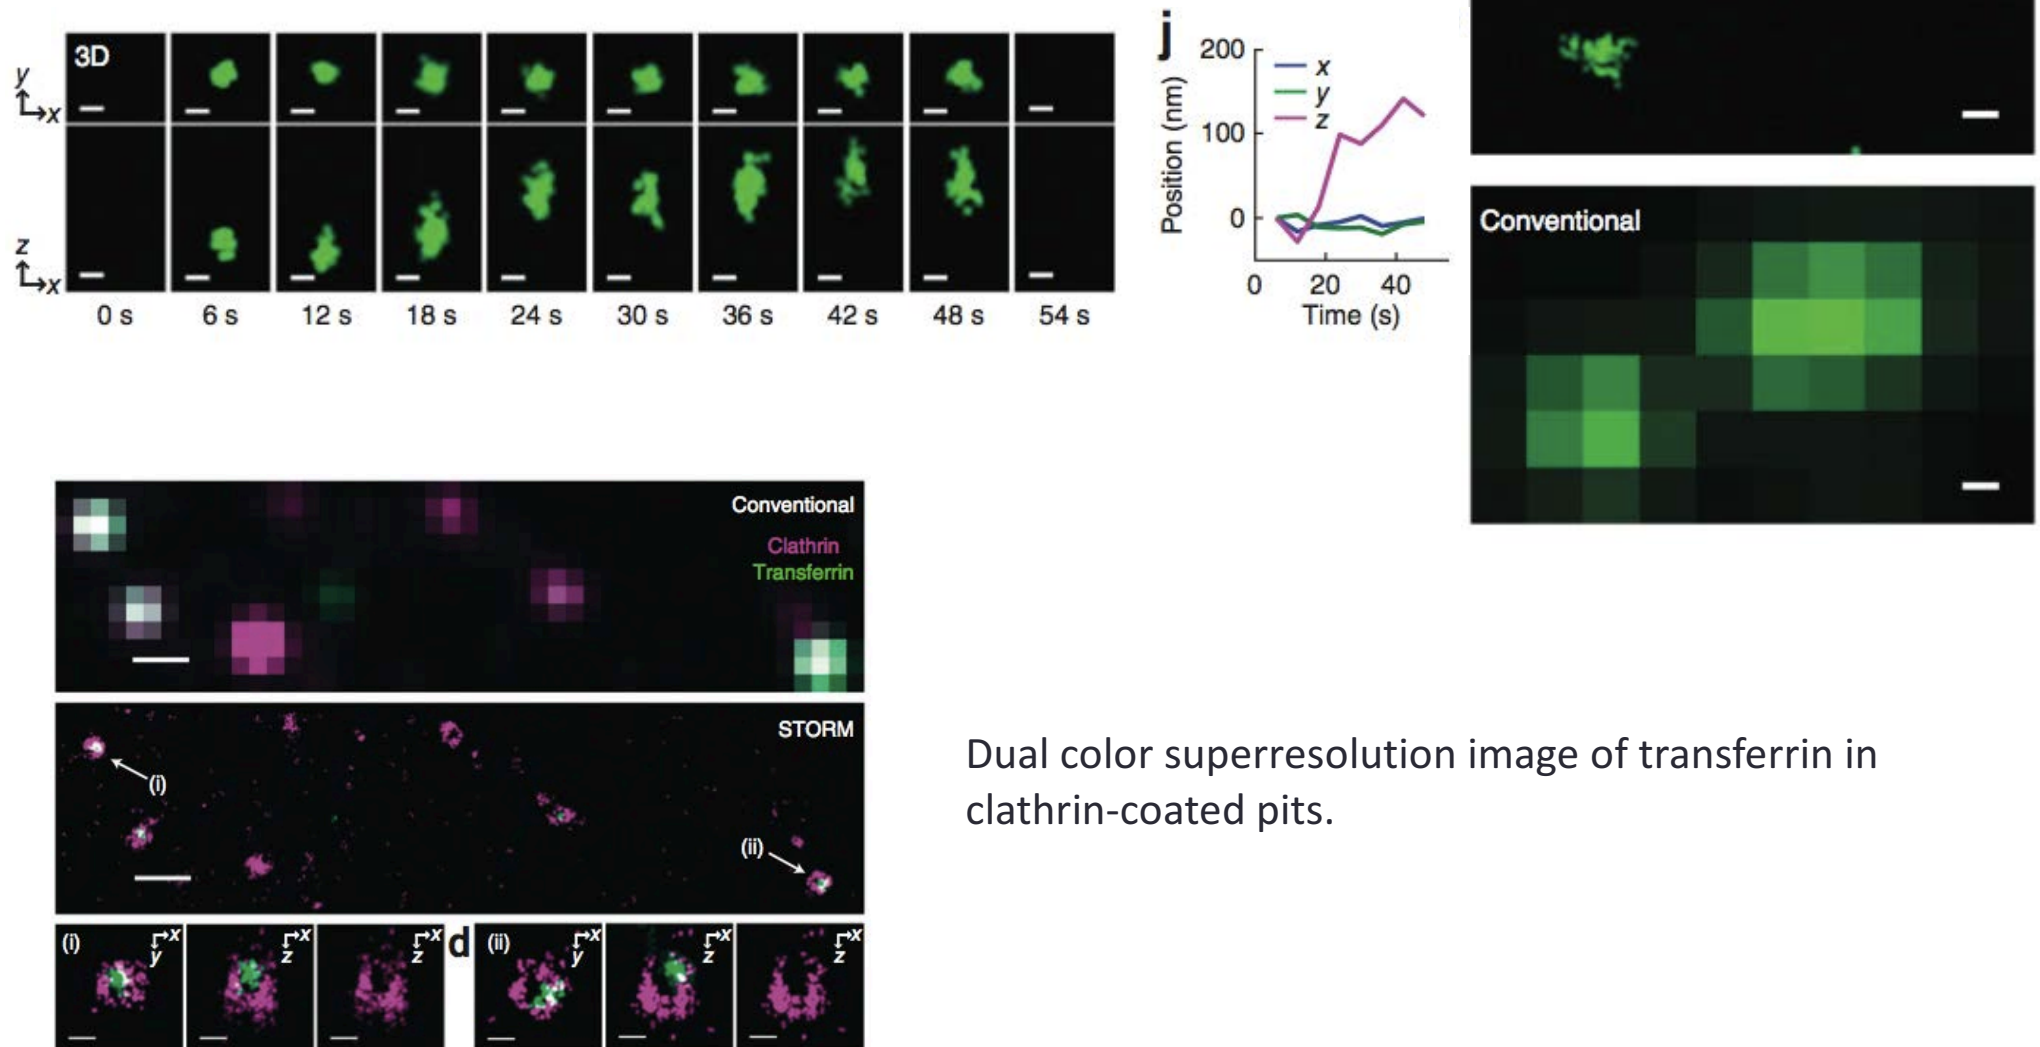 3D
y
x
z
x
0 s 6 s 12 s 18 s 24 s 30 s 36 s 42 s 48 s 54 s
j
200
100
0
Position (nm)
x
y
z
0 20 40
Time (s)
Conventional
Conventional
Clathrin
Transferrin
STORM
(i)
(ii)
(i) x y x z x z
d (ii) x y x z x z
Dual color superresolution image of transferrin in
clathrin-coated pits.